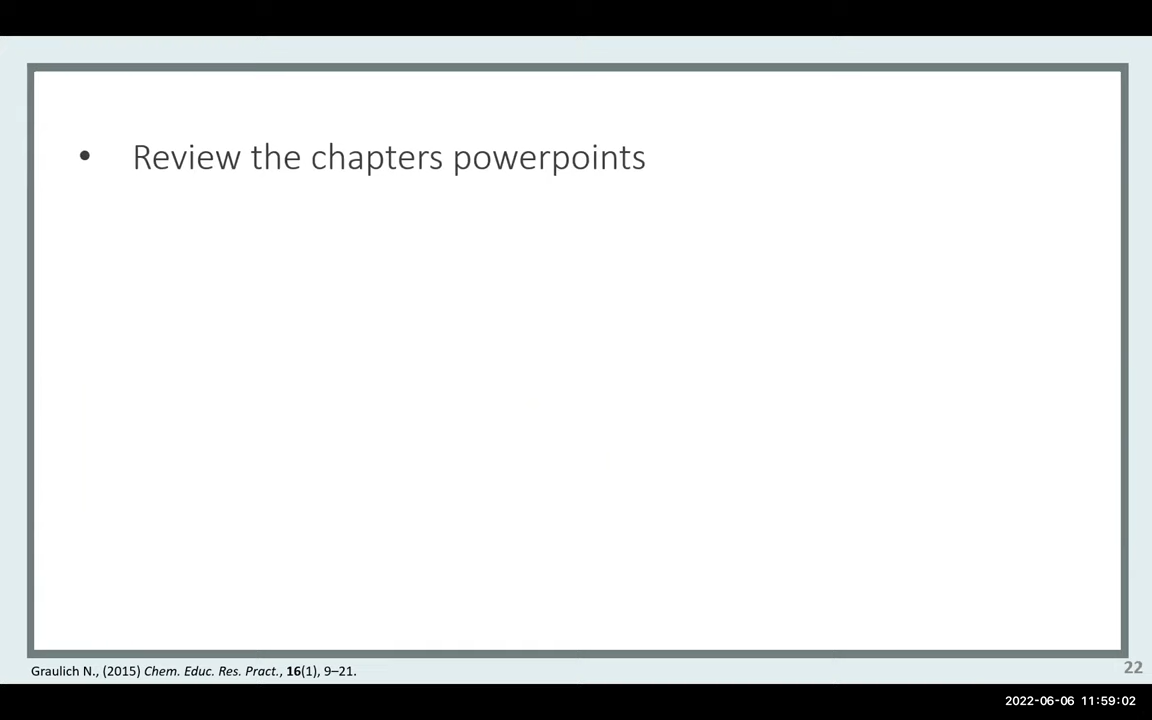 • Review the chapters powerpoints
Graulich N., (2015) Chem. Educ. Res. Pract., 16(1), 9–21.
22
2022-06-06 11:59:02